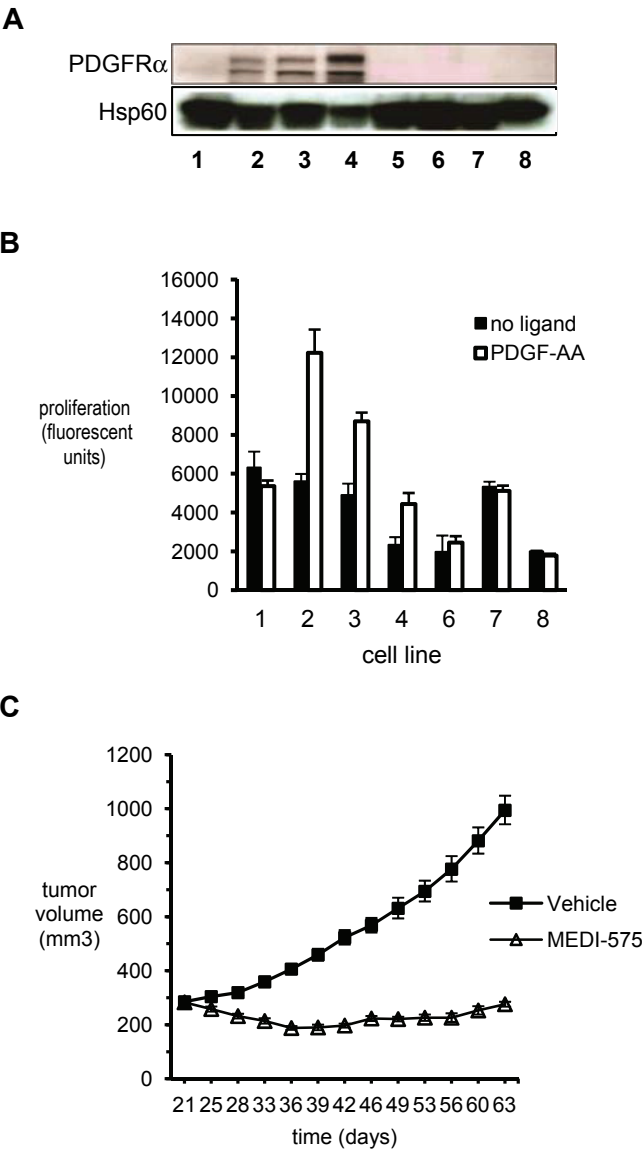 A
PDGFRα
Hsp60
1 2 3 4 5 6 7 8
B
16000
14000
12000
10000
8000
6000
4000
2000
0
proliferation
(fluorescent
units)
no ligand
PDGF-AA
1 2 3 4 6 7 8
cell line
C
1200
1000
800
600
400
200
0
tumor
volume
(mm3)
Vehicle
MEDI-575
21 25 28 33 36 39 42 46 49 53 56 60 63
time (days)